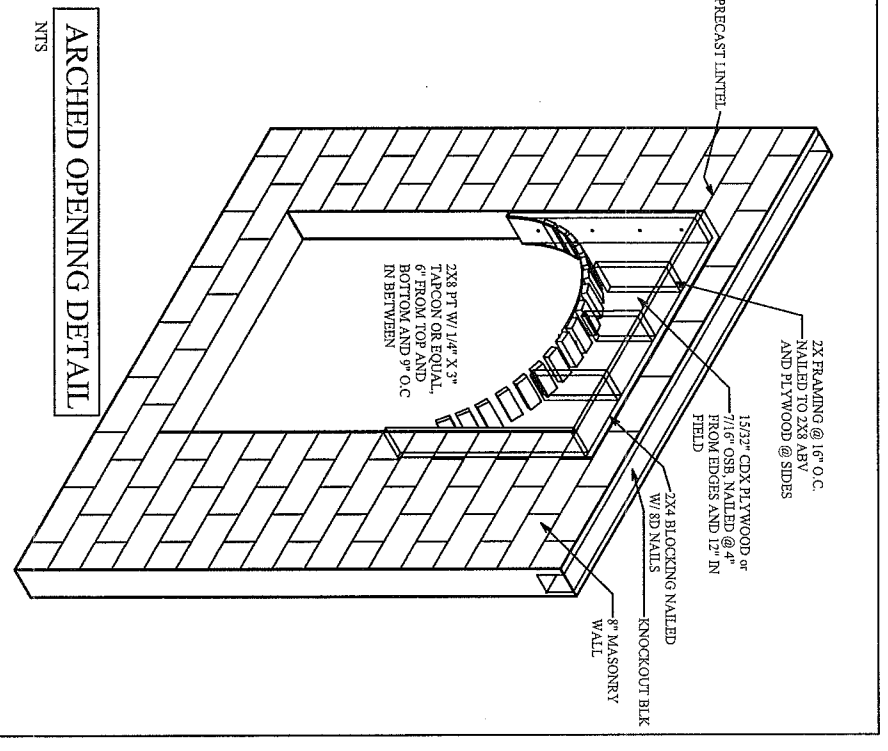 PRECAST LINTEL
2X FRAMING @ 16" O.C.
NAILED TO 2X8 ABV
AND PLYWOOD @ SIDES
15/32" CDX PLYWOOD or
7/16" OSB, NAILED @ 4"
FROM EDGES AND 12" IN
FIELD
2X4 BLOCKING NAILED
W/ 8D NAILS
KNOCKOUT BLK
8" MASONRY
WALL
2X8 PT W/ 1/4" X 3"
TAPCON OR EQUAL,
6" FROM TOP AND
BOTTOM AND 9" O.C
IN BETWEEN
ARCHED OPENING DETAIL
NTS